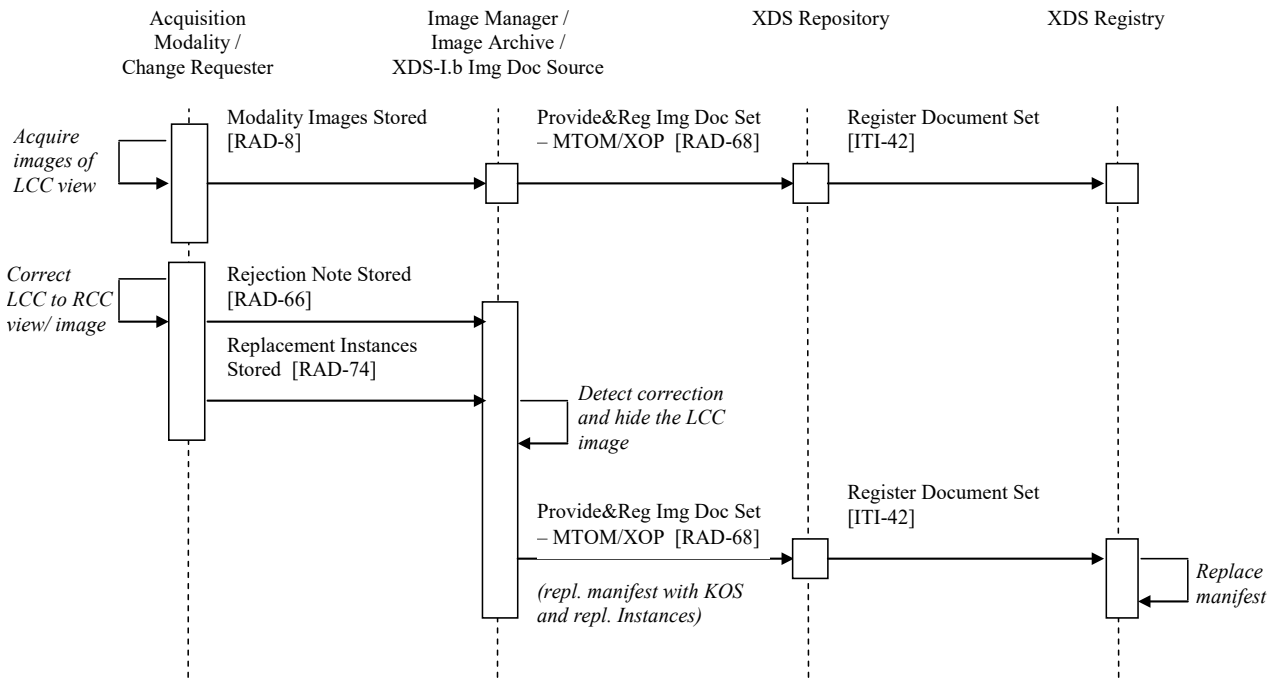 Acquisition
Modality /
Change Requester
Image Manager /
Image Archive /
XDS-I.b Img Doc Source
XDS Repository
XDS Registry
Acquire
images of
LCC view
Modality Images Stored
[RAD-8]
Provide&Reg Img Doc Set
– MTOM/XOP [RAD-68]
Register Document Set
[ITI-42]
Correct
LCC to RCC
view/ image
Rejection Note Stored
[RAD-66]
Replacement Instances
Stored [RAD-74]
Detect correction
and hide the LCC
image
Provide&Reg Img Doc Set
– MTOM/XOP [RAD-68]
Register Document Set
[ITI-42]
(repl. manifest with KOS
and repl. Instances)
Replace
manifest